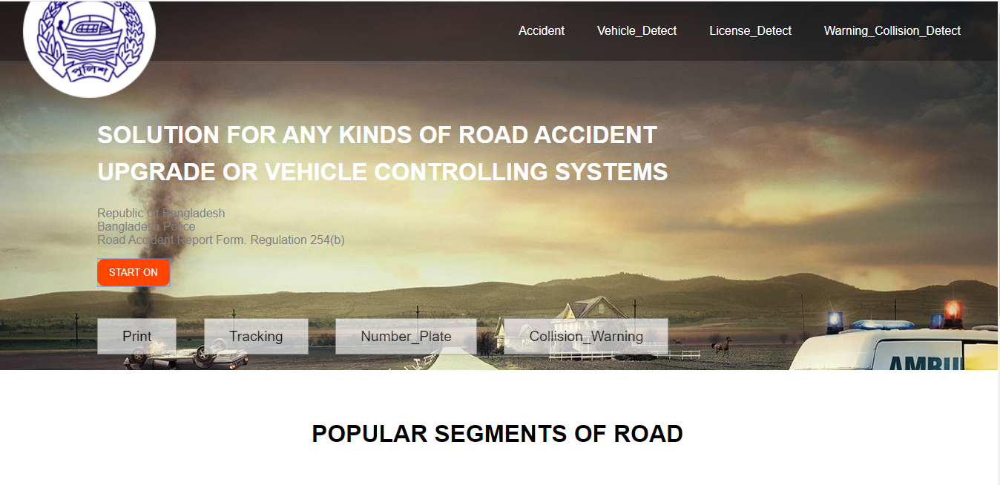 পুলিশ
Accident Vehicle_Detect License_Detect Warning_Collision_Detect
SOLUTION FOR ANY KINDS OF ROAD ACCIDENT
UPGRADE OR VEHICLE CONTROLLING SYSTEMS
Republic Of Bangladesh
Bangladesh Police
Road Accident Report Form. Regulation 254(b)
START ON
Print Tracking Number_Plate Collision_Warning
AMBU
POPULAR SEGMENTS OF ROAD